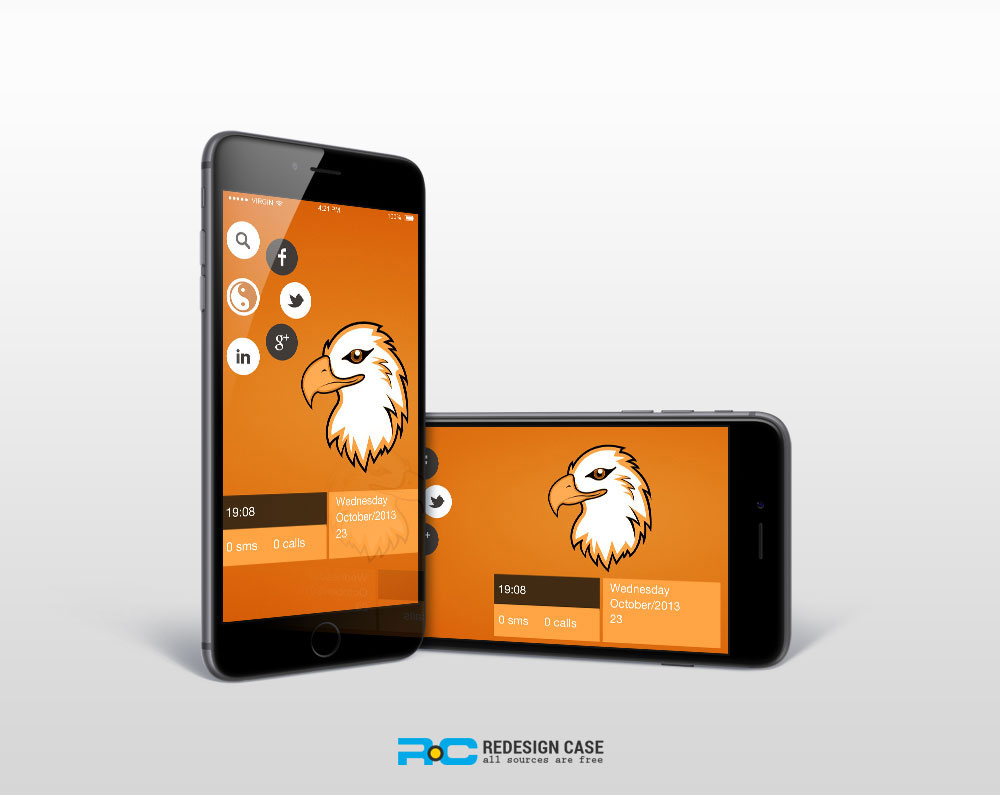 VIRGIN
4:21 PM
100%
f
g+
in
19:08
0 sms 0 calls
Wednesday
October/2013
23
19:08
0 sms 0 calls
Wednesday
October/2013
23
RC REDESIGN CASE
all sources are free